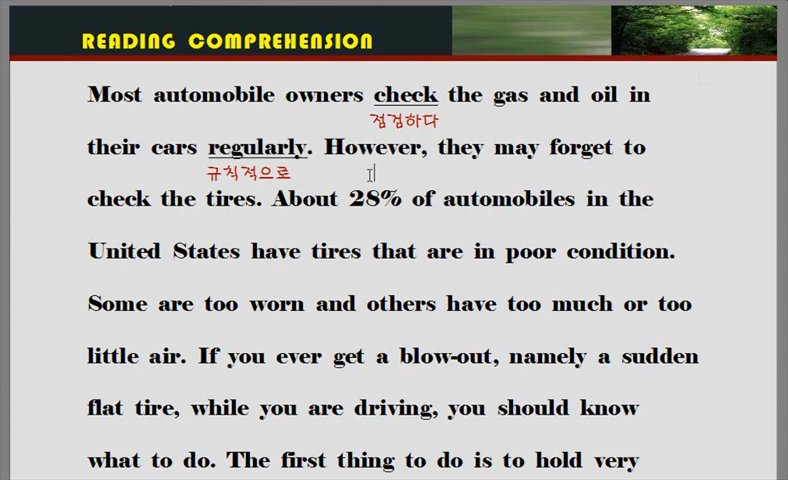 READING COMPREHENSION
Most automobile owners check the gas and oil in
점검하다
their cars regularly. However, they may forget to
규칙적으로
check the tires. About 28% of automobiles in the
United States have tires that are in poor condition.
Some are too worn and others have too much or too
little air. If you ever get a blow-out, namely a sudden
flat tire, while you are driving, you should know
what to do. The first thing to do is to hold very